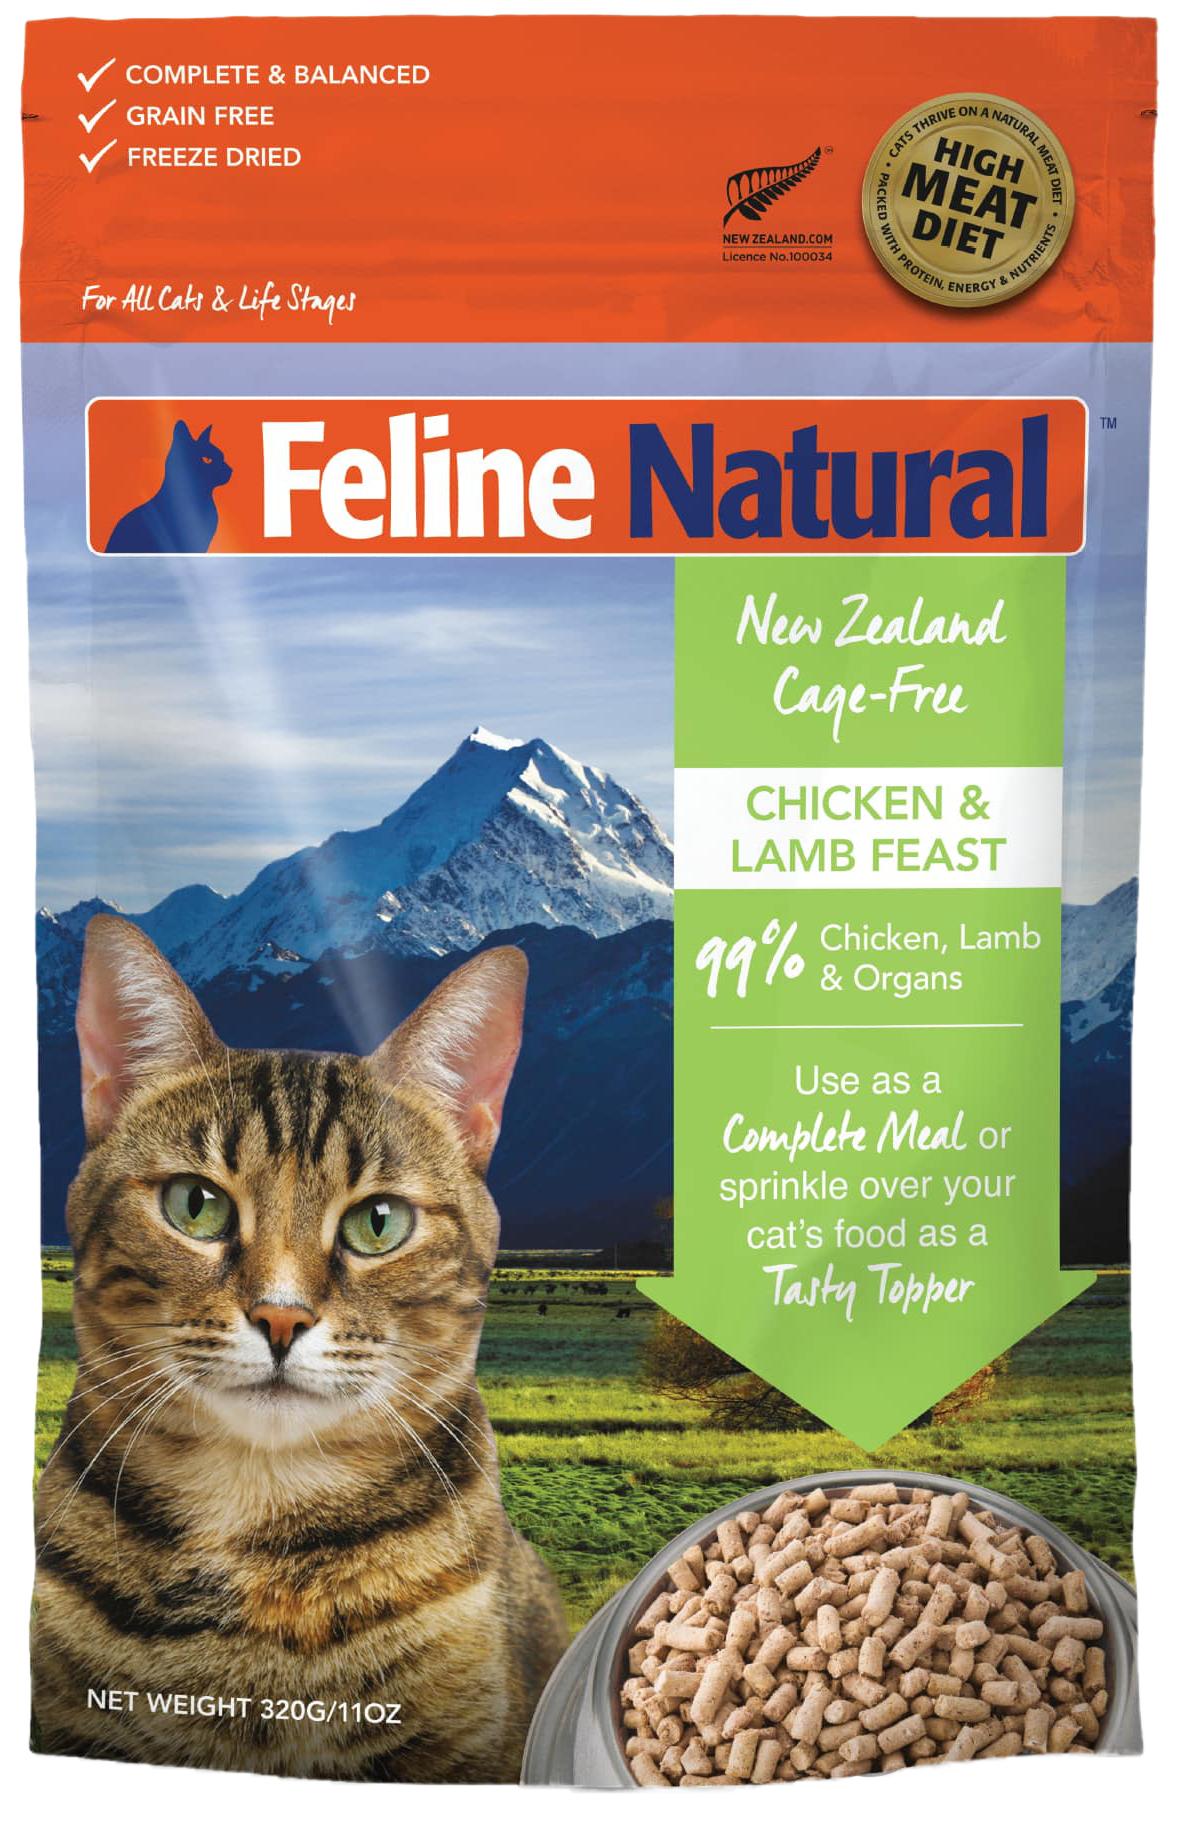 COMPLETE & BALANCED
GRAIN FREE
FREEZE DRIED
For All Cats & Life Stages
NEW ZEALAND.COM
Licence No.100034
CATS THRIVE ON A NATURAL MEAT DIET
HIGH
MEAT
DIET
PACKED WITH PROTEIN, ENERGY & NUTRIENTS
Feline Natural
TM
New Zealand
Cage-Free
CHICKEN &
LAMB FEAST
99% Chicken, Lamb
& Organs
Use as a
Complete Meal or
sprinkle over your
cat's food as a
Tasty Topper
NET WEIGHT 320G/11OZ